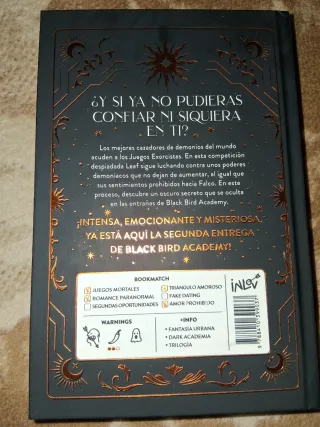 ¿Y SI YA NO PUDIERAS
CONFIAR NI SIQUIERA
EN TI?
Los mejores cazadores de demonios del mundo
acuden a los Juegos Exorcistas. En esta competición
despiadada Leaf sigue luchando contra unos poderes
demoníacos que no dejan de aumentar, al igual que
sus sentimientos prohibidos hacia Falco. En este
proceso, descubre un oscuro secreto que se oculta
en las entrañas de Black Bird Academy.
¡INTENSA, EMOCIONANTE Y MISTERIOSA,
YA ESTÁ AQUÍ LA SEGUNDA ENTREGA
DE BLACK BIRD ACADEMY!
BOOKMATCH
JUEGOS MORTALES
TRIÁNGULO AMOROSO
ROMANCE PARANORMAL
FAKE DATING
SEGUNDAS OPORTUNIDADES
AMOR PROHIBIDO
WARNINGS
+ INFO
• FANTASÍA URBANA
• DARK ACADEMIA
• TRILOGÍA
inlov